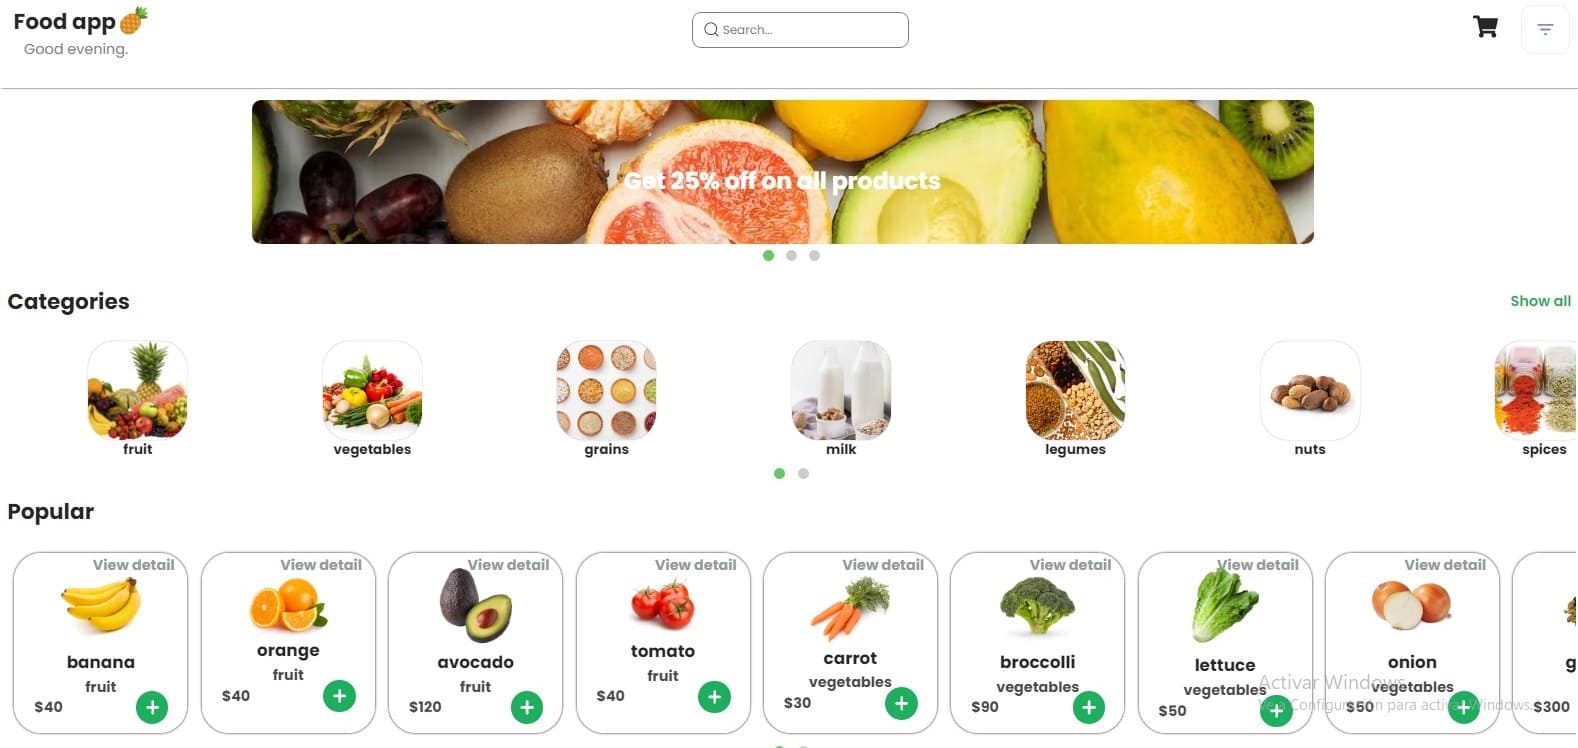 Food app
Good evening.
Search...
Get 25% off on all products
Categories
Show all
fruit
vegetables
grains
milk
legumes
nuts
spices
Popular
View detail
banana
fruit
$40
View detail
orange
fruit
$40
View detail
avocado
fruit
$120
View detail
tomato
fruit
$40
View detail
carrot
vegetables
$30
View detail
broccolli
vegetables
$90
View detail
lettuce
vegetables
$50
View detail
onion
vegetables
$50
g
$300
Activar Windows
Ve a Configuración para activar Windows.